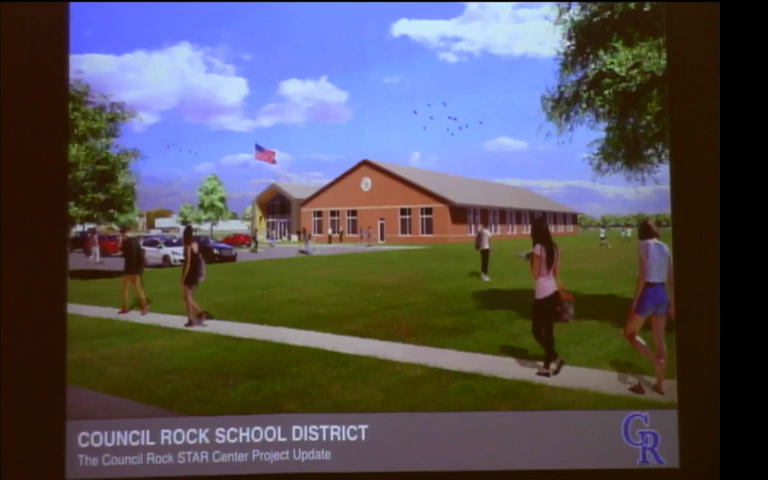 COUNCIL ROCK SCHOOL DISTRICT
The Council Rock STAR Center Project Update
CR